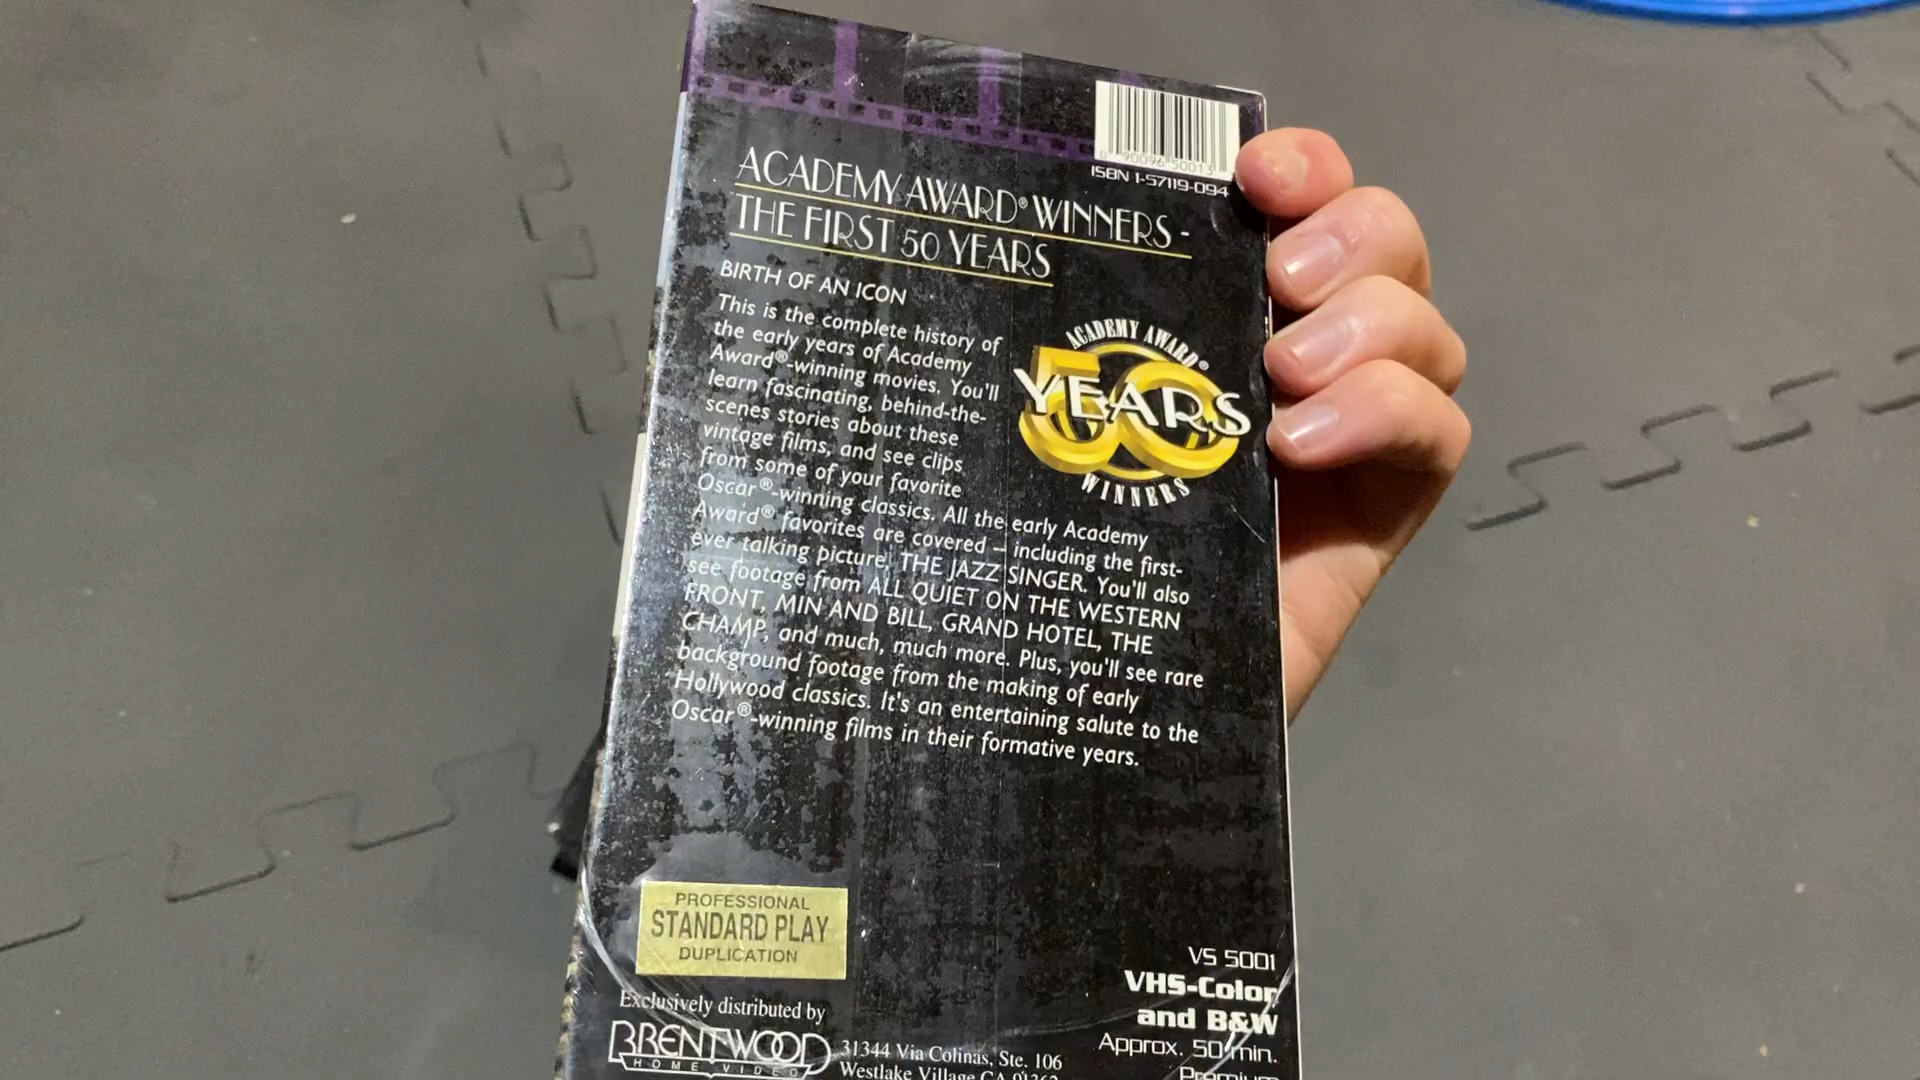 0 90096 50013
ISBN 1-57119-094
ACADEMY AWARD® WINNERS -
THE FIRST 50 YEARS
BIRTH OF AN ICON
This is the complete history of
the early years of Academy
Award®-winning movies. You'll
learn fascinating, behind-the-
scenes stories about these
vintage films, and see clips
from some of your favorite
Oscar®-winning classics. All the early Academy
Award® favorites are covered – including the first-
ever talking picture, THE JAZZ SINGER. You'll also
see footage from ALL QUIET ON THE WESTERN
FRONT, MIN AND BILL, GRAND HOTEL, THE
CHAMP, and much, much more. Plus, you'll see rare
background footage from the making of early
Hollywood classics. It's an entertaining salute to the
Oscar®-winning films in their formative years.
ACADEMY AWARD®
50
YEARS
WINNERS
PROFESSIONAL
STANDARD PLAY
DUPLICATION
Exclusively distributed by
BRENTWOOD
HOME VIDEO
31344 Via Colinas, Ste. 106
Westlake Village CA 91362
VS 5001
VHS-Color
and B&W
Approx. 50 min.
Premium